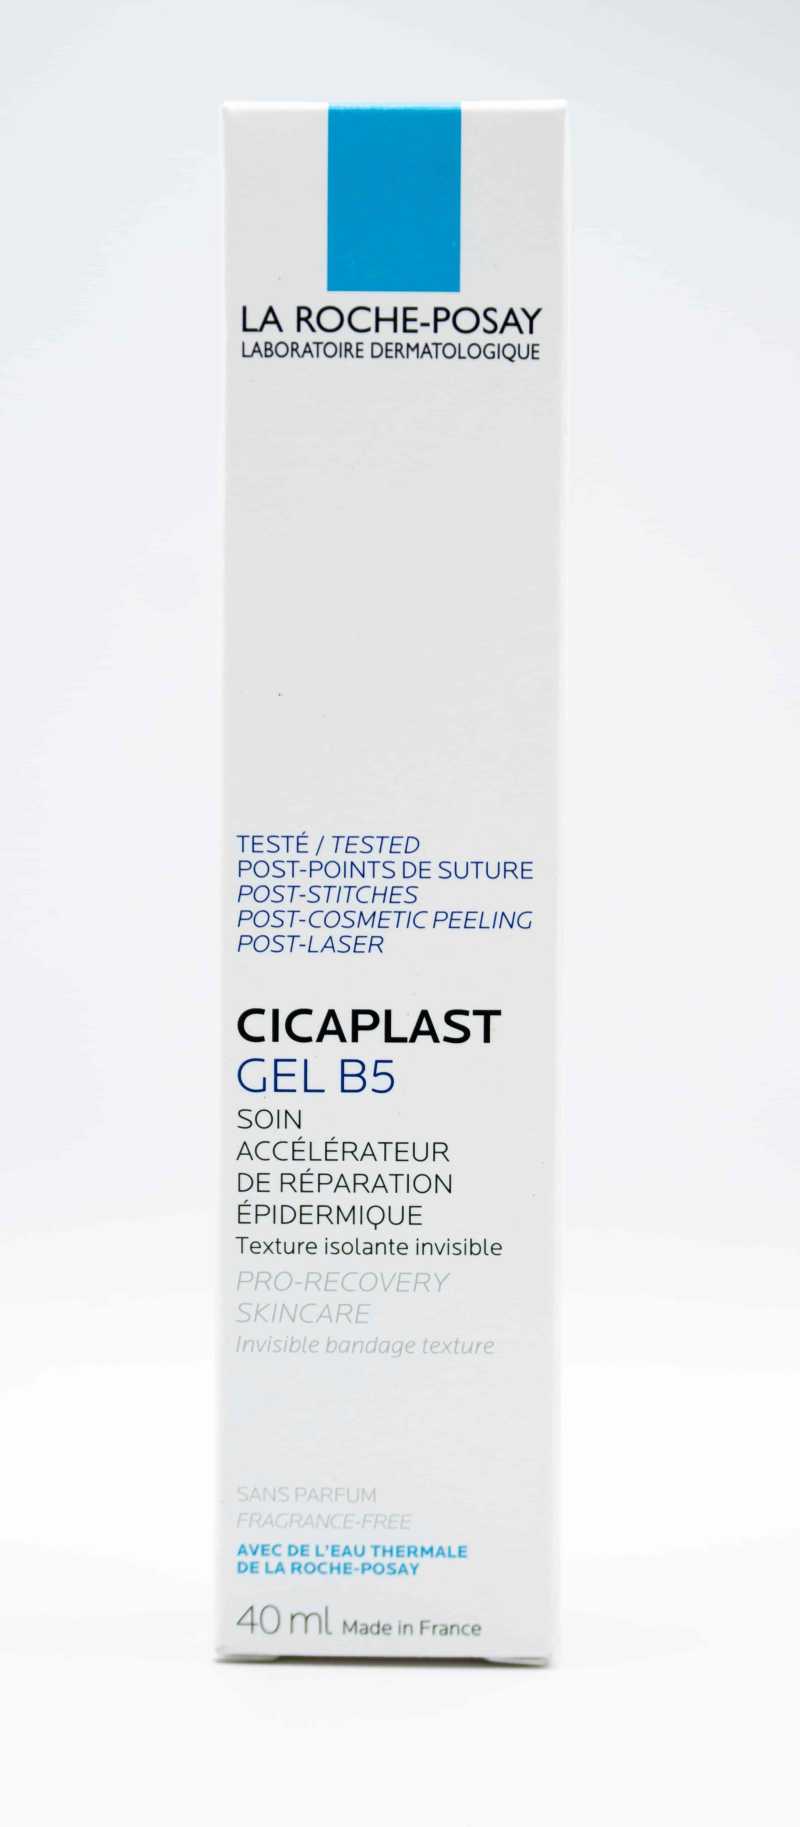 LA ROCHE-POSAY
LABORATOIRE DERMATOLOGIQUE
TESTÉ / TESTED
POST-POINTS DE SUTURE
POST-STITCHES
POST-COSMETIC PEELING
POST-LASER
CICAPLAST
GEL B5
SOIN
ACCÉLÉRATEUR
DE RÉPARATION
ÉPIDERMIQUE
Texture isolante invisible
PRO-RECOVERY
SKINCARE
Invisible bandage texture
SANS PARFUM
FRAGRANCE-FREE
AVEC DE L'EAU THERMALE
DE LA ROCHE-POSAY
40 ml Made in France